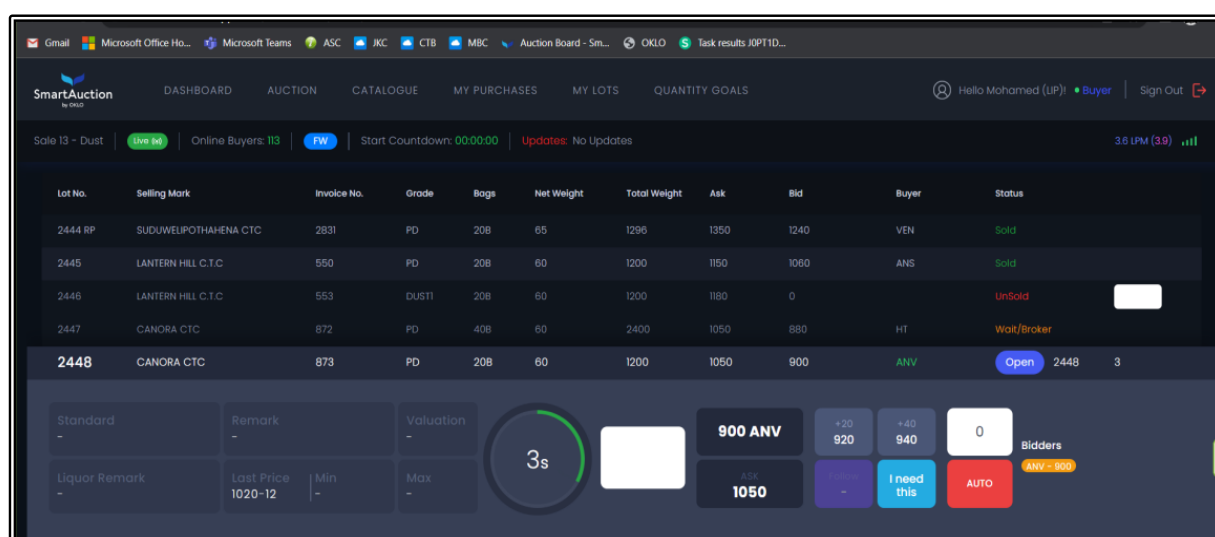 Gmail Microsoft Office Ho... Microsoft Teams ASC JKC CTB MBC Auction Board - Sm... OKLO Task results J0PT1D...
SmartAuction
by OKLO
DASHBOARD AUCTION CATALOGUE MY PURCHASES MY LOTS QUANTITY GOALS Hello Mohamed (UP)! Buyer Sign Out
Sale 13 - Dust Live Online Buyers: 113 FW Start Countdown: 00:00:00 Updates: No Updates 3.6 LPM (3.9)
Lot No. Selling Mark Invoice No. Grade Bags Net Weight Total Weight Ask Bid Buyer Status
2444 RP SUDUWELIPOTHAHENA CTC 2831 PD 20B 65 1296 1350 1240 VEN Sold
2445 LANTERN HILL C.T.C 550 PD 20B 60 1200 1150 1060 ANS Sold
2446 LANTERN HILL C.T.C 553 DUST1 20B 60 1200 1180 0 UnSold
2447 CANORA CTC 872 PD 40B 60 2400 1050 880 HT Wait/Broker
2448 CANORA CTC 873 PD 20B 60 1200 1050 900 ANV Open 2448 3
Standard Remark Valuation
- - -
Liquor Remark Last Price Min Max
- 1020-12 - -
3s
900 ANV
ASK
1050
+20 +40
920 940
Follow
-
I need
this
0
AUTO
Bidders
ANV - 900